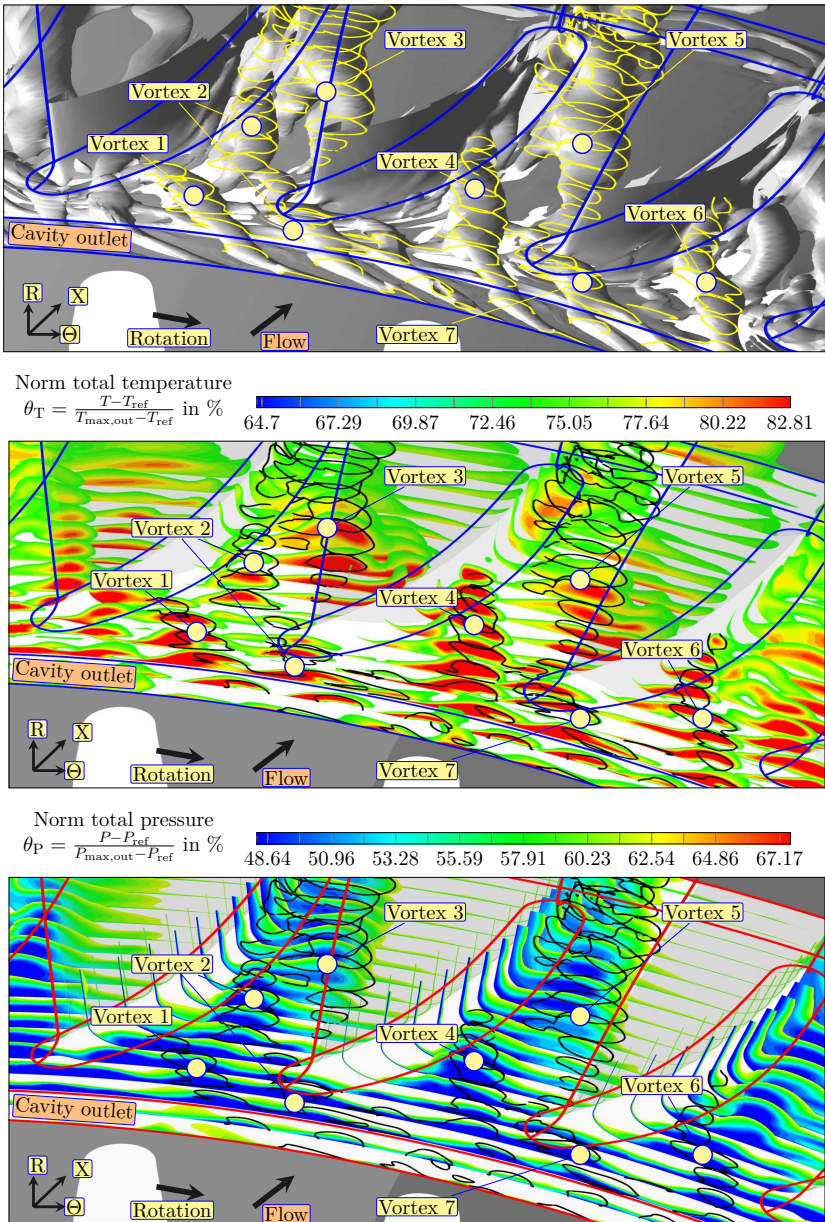 Vortex 3
Vortex 5
Vortex 2
Vortex 1
Vortex 4
Vortex 6
Cavity outlet
R
X
Θ
Rotation
Flow
Vortex 7
Norm total temperature
θ_T = (T−T_ref)/(T_max,out−T_ref) in %
64.7 67.29 69.87 72.46 75.05 77.64 80.22 82.81
Vortex 3
Vortex 5
Vortex 2
Vortex 1
Vortex 4
Vortex 6
Cavity outlet
R
X
Θ
Rotation
Flow
Vortex 7
Norm total pressure
θ_P = (P−P_ref)/(P_max,out−P_ref) in %
48.64 50.96 53.28 55.59 57.91 60.23 62.54 64.86 67.17
Vortex 3
Vortex 5
Vortex 2
Vortex 1
Vortex 4
Vortex 6
Cavity outlet
R
X
Θ
Rotation
Flow
Vortex 7